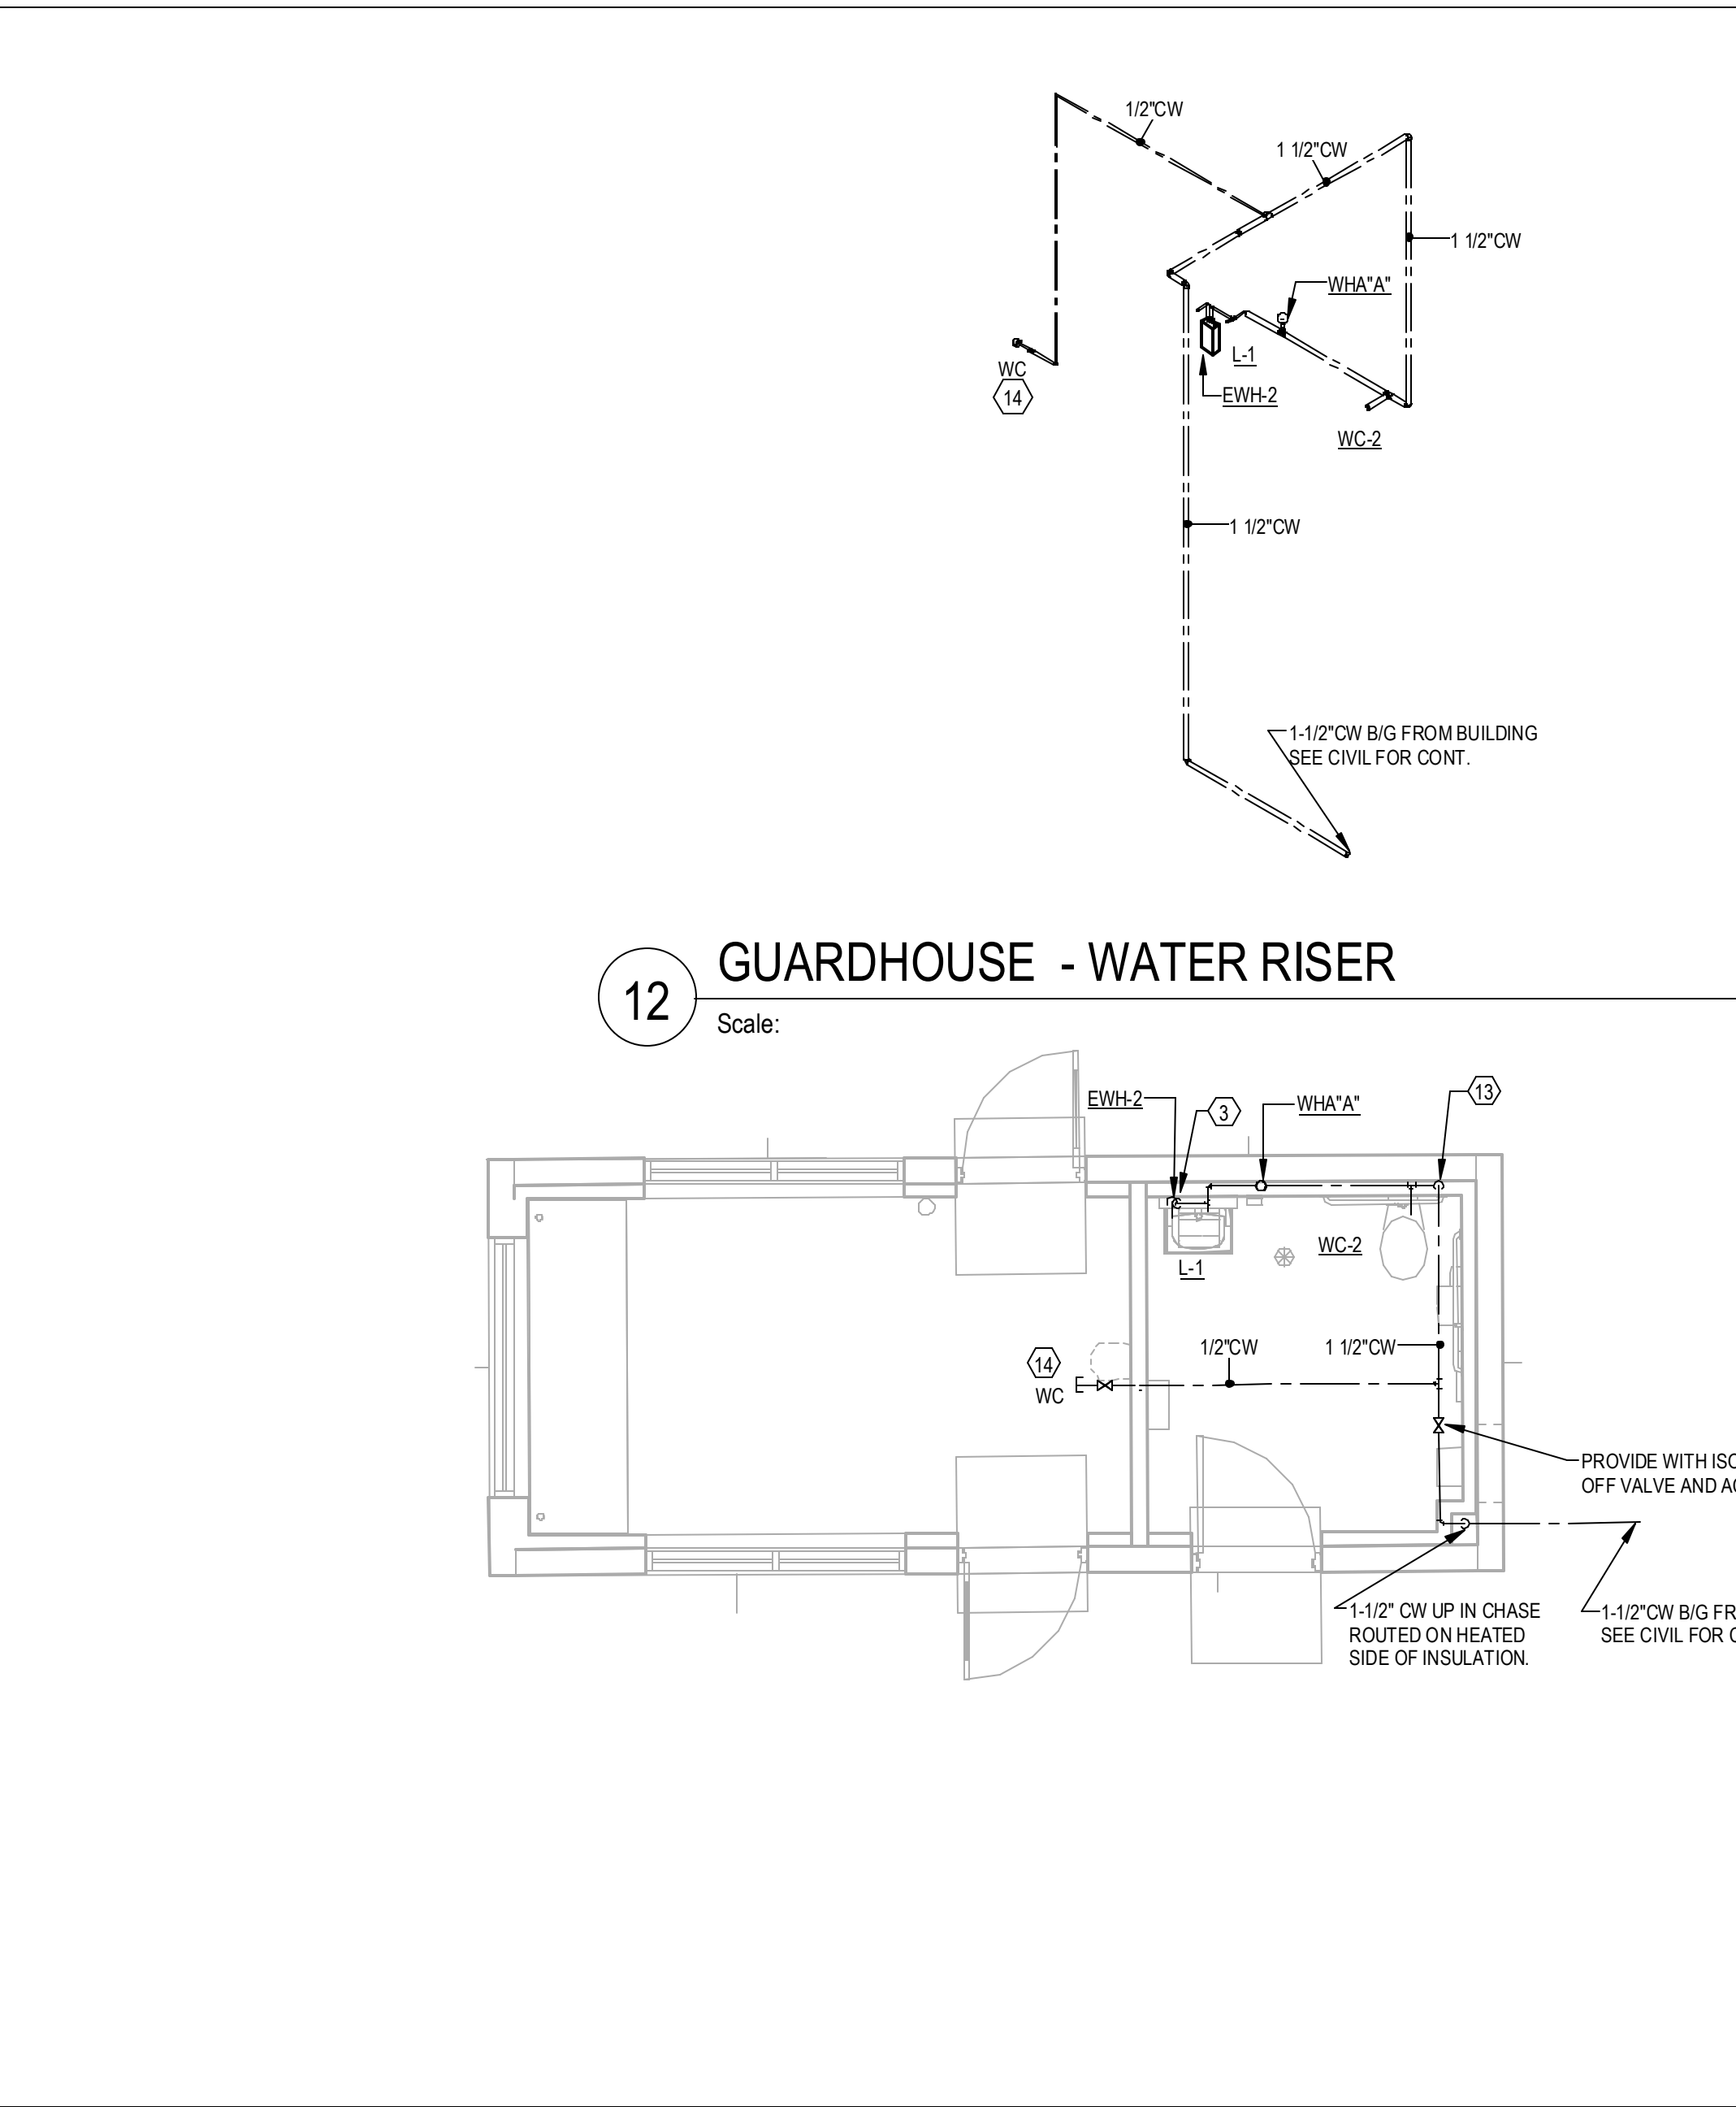 1/2"CW
1 1/2"CW
1 1/2"CW
WHA"A"
L-1
WC
14
EWH-2
WC-2
1 1/2"CW
1-1/2"CW B/G FROM BUILDING
SEE CIVIL FOR CONT.
12
GUARDHOUSE - WATER RISER
Scale:
EWH-2
3
WHA"A"
13
WC-2
L-1
1/2"CW
1 1/2"CW
14
WC
PROVIDE WITH
OFF VALVE AND
1-1/2" CW UP IN CHASE
ROUTED ON HEATED
SIDE OF INSULATION.
1-1/2"CW B/G
SEE CIVIL FOR